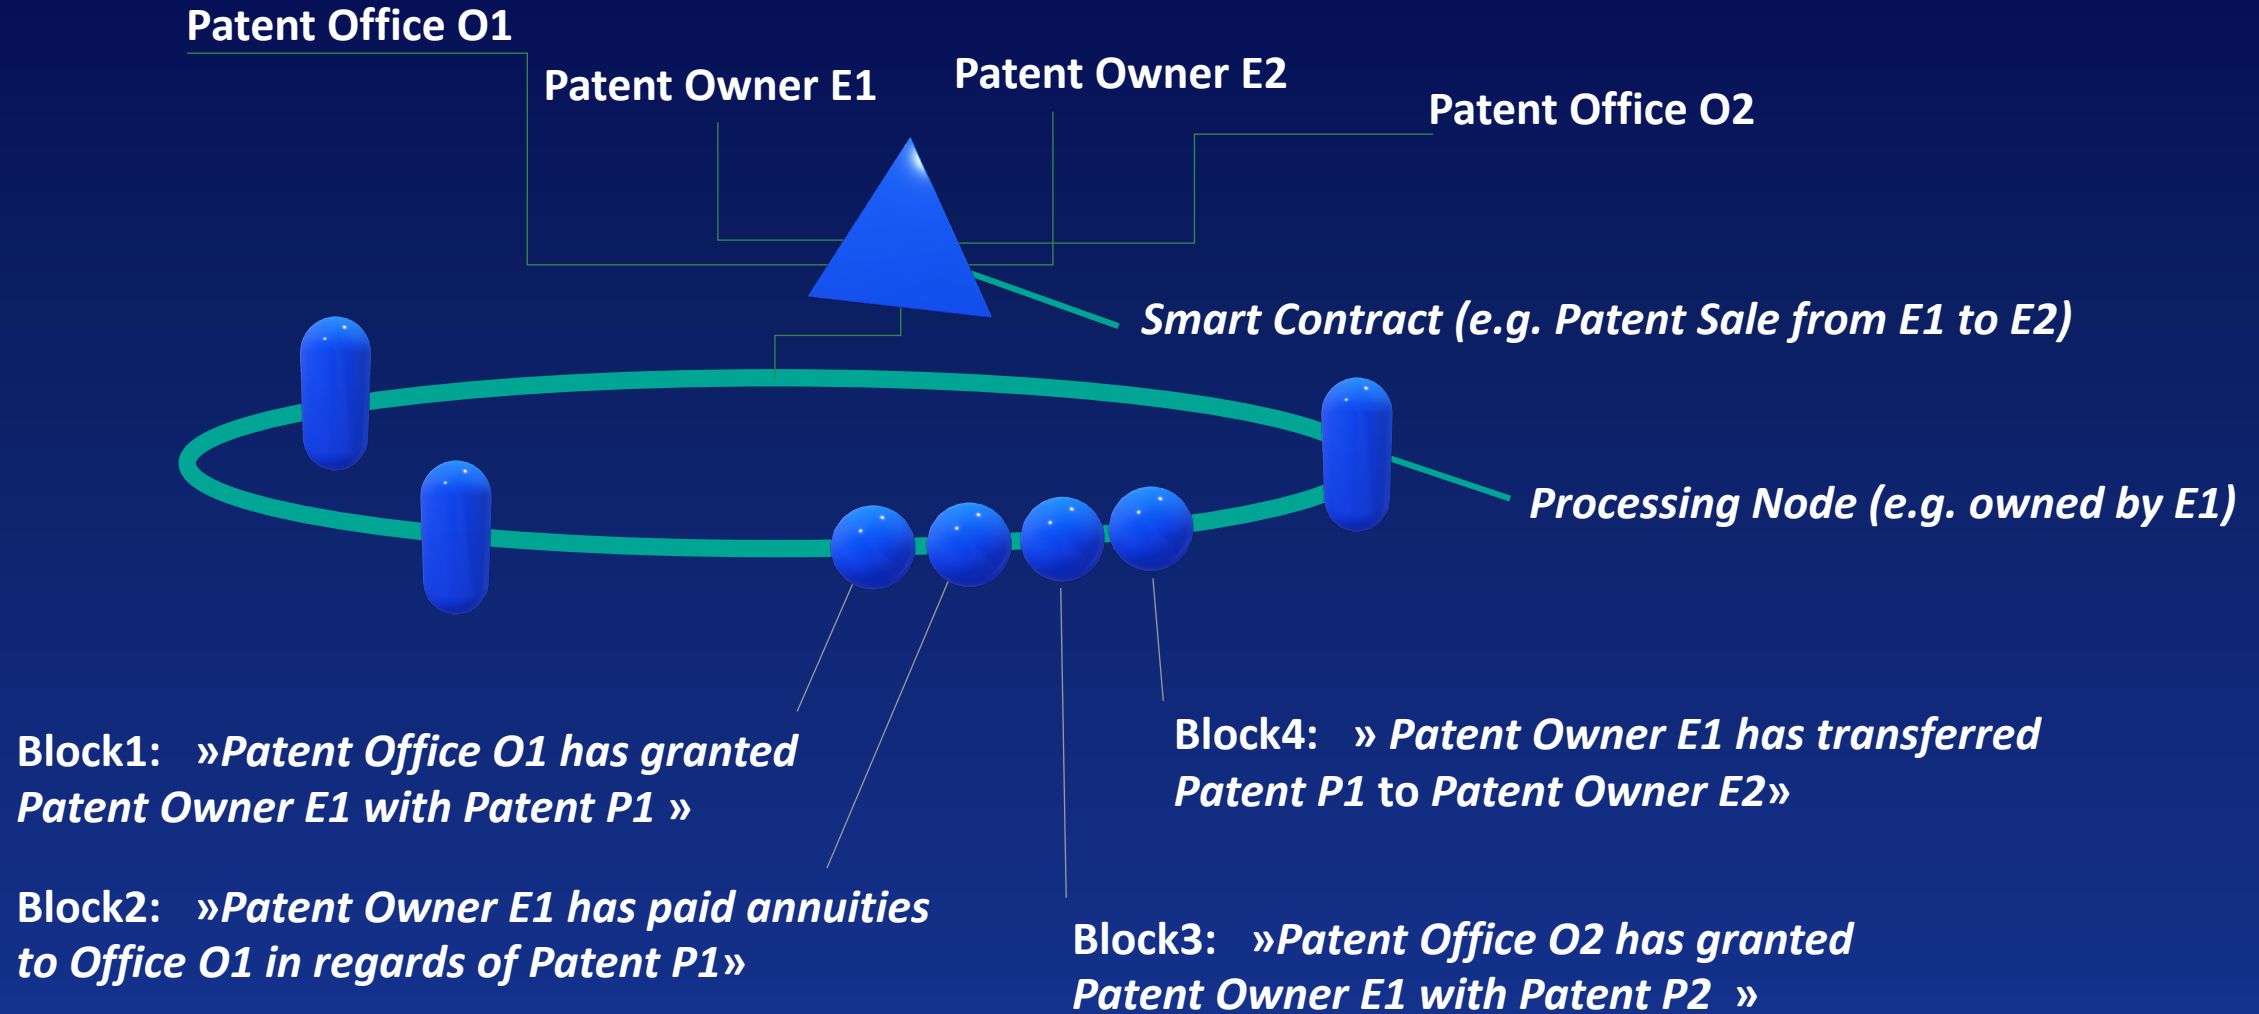 Patent Office O1
Patent Owner E1
Patent Owner E2
Patent Office O2
Smart Contract (e.g. Patent Sale from E1 to E2)
Processing Node (e.g. owned by E1)
Block1: »Patent Office O1 has granted
Patent Owner E1 with Patent P1 »
Block2: »Patent Owner E1 has paid annuities
to Office O1 in regards of Patent P1»
Block4: » Patent Owner E1 has transferred
Patent P1 to Patent Owner E2»
Block3: »Patent Office O2 has granted
Patent Owner E1 with Patent P2 »